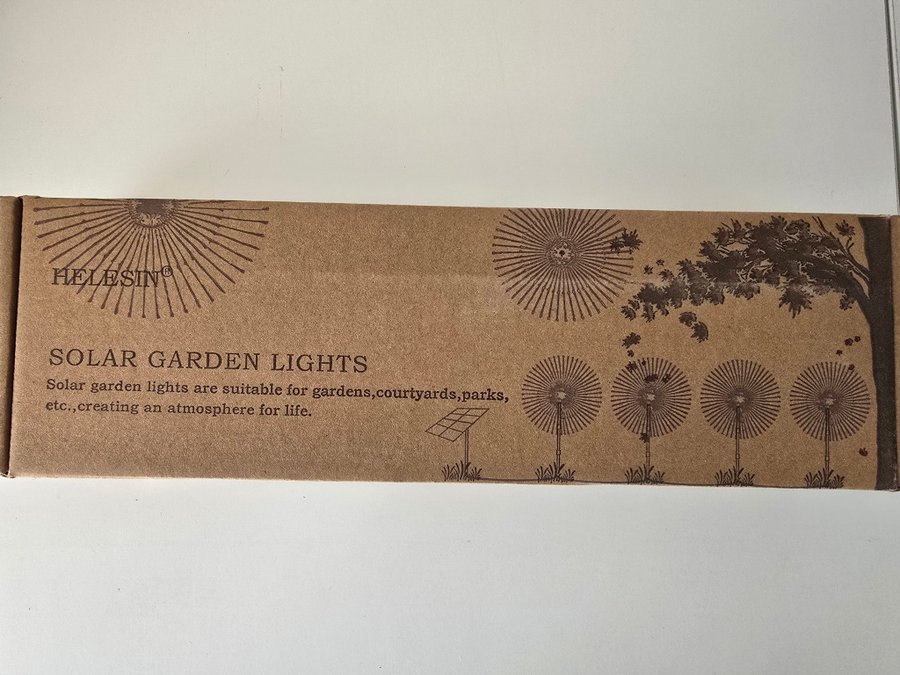 HELESIN®
SOLAR GARDEN LIGHTS
Solar garden lights are suitable for gardens,courtyards,parks,
etc.,creating an atmosphere for life.